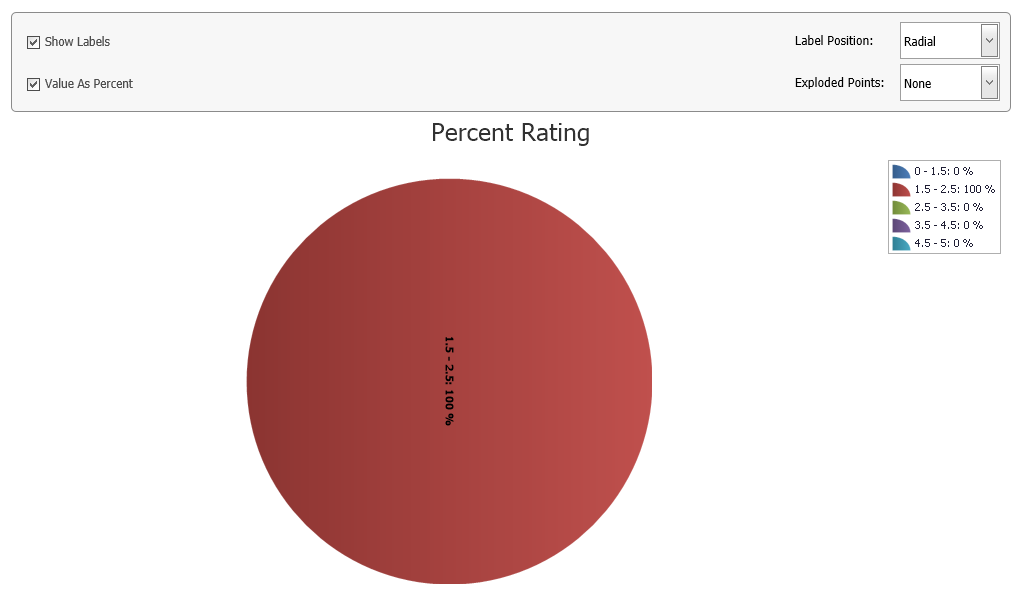 Show Labels
Label Position:
Radial
Value As Percent
Exploded Points:
None
Percent Rating
0 - 1.5: 0 %
1.5 - 2.5: 100 %
2.5 - 3.5: 0 %
3.5 - 4.5: 0 %
4.5 - 5: 0 %
1.5 - 2.5: 100 %